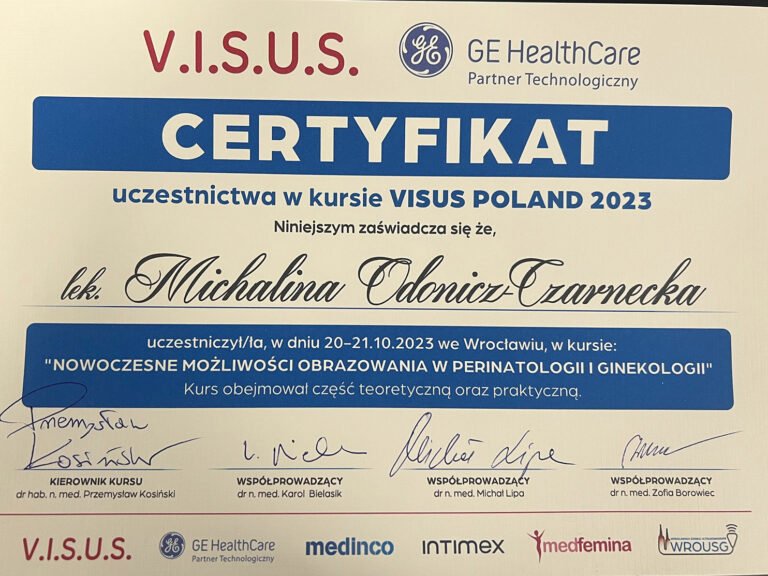 V.I.S.U.S. GE HealthCare
Partner Technologiczny
CERTYFIKAT
uczestnictwa w kursie VISUS POLAND 2023
Niniejszym zaświadcza się że,
lek. Michalina Odonicz-Czarnecka
uczestniczył/ła, w dniu 20-21.10.2023 we Wrocławiu, w kursie:
"NOWOCZESNE MOŻLIWOŚCI OBRAZOWANIA W PERINATOLOGII I GINEKOLOGII"
Kurs obejmował część teoretyczną oraz praktyczną.
Przemysław
Kosiński
Michał Lipa
KIEROWNIK KURSU WSPÓŁPROWADZĄCY WSPÓŁPROWADZĄCY WSPÓŁPROWADZĄCY
dr hab. n. med. Przemysław Kosiński dr n. med. Karol Bielasik dr n. med. Michał Lipa dr n. med. Zofia Borowiec
V.I.S.U.S. GE HealthCare medinco INTIMEX medfemina WROUSG
Partner Technologiczny